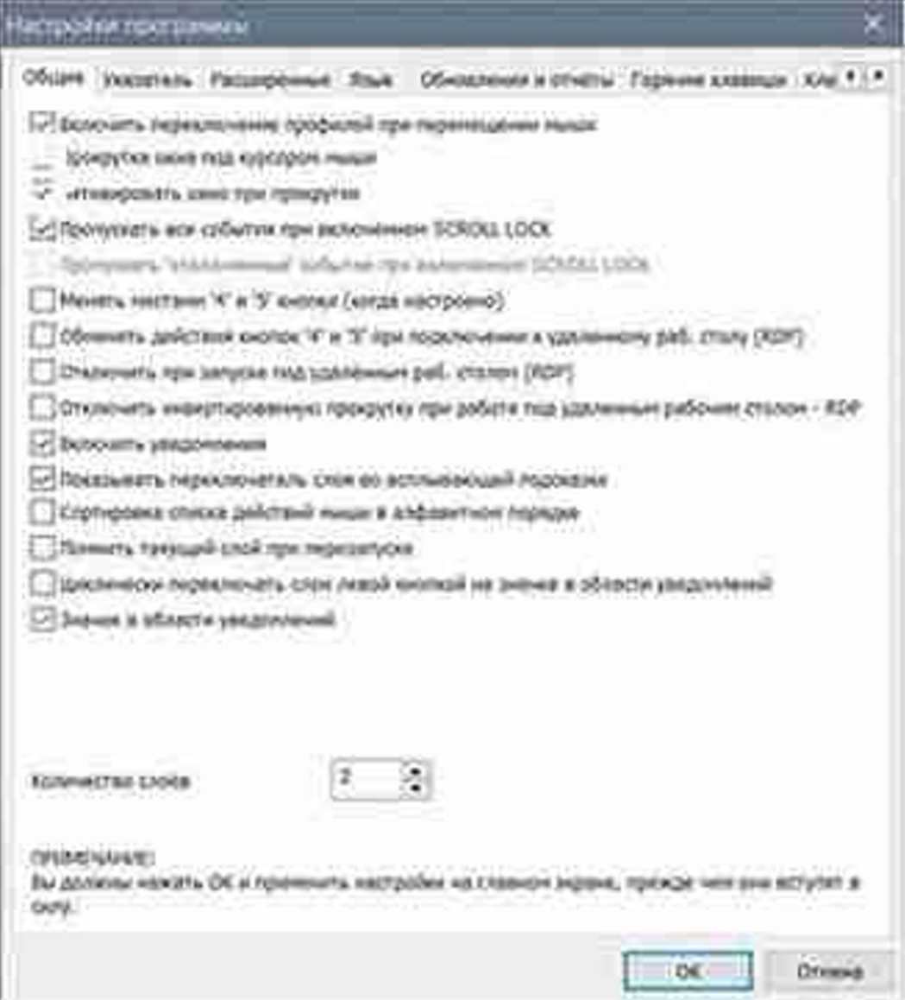 Настройки программы
Общие Указатель Расширенные Язык Обновления и отчеты Горячие клавиши Кла
Включить переключение профилей при перемещении мыши
Прокрутка окна под курсором мыши
активировать окно при прокрутке
Пропускать все события при включенном SCROLL LOCK
Пропускать события при включенном SCROLL LOCK
Менять местами '4' и '5' кнопки (когда настроено)
Обменять действия кнопок '4' и '5' при подключении к удаленному раб. столу (RDP)
Отключить при запуске под удаленным раб. столом (RDP)
Отключить инвертированную прокрутку при работе под удаленным рабочим столом - RDP
Включить уведомления
Показывать переключатель слоя во всплывающей подсказке
Сортировка списка действий мыши в алфавитном порядке
Помнить текущий слой при перезапуске
Циклически переключать слои левой кнопкой на значке в области уведомлений
Значок в области уведомлений
Количество слоёв
2
ПРИМЕЧАНИЕ:
Вы должны нажать OK и применить настройки на главном экране, прежде чем они вступят в
силу.
OK Отмена